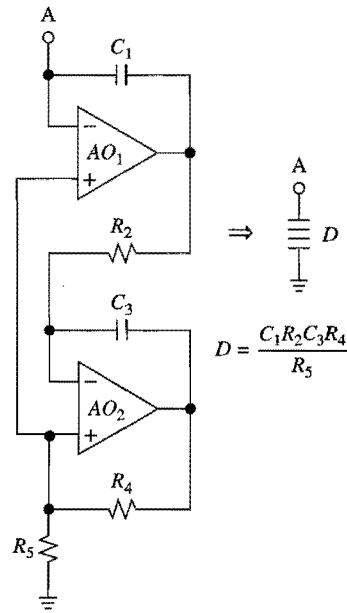 A
C₁
−
AO₁
+
R₂
⇒
A
D
C₃
D = C₁R₂C₃R₄ / R₅
−
AO₂
+
R₄
R₅